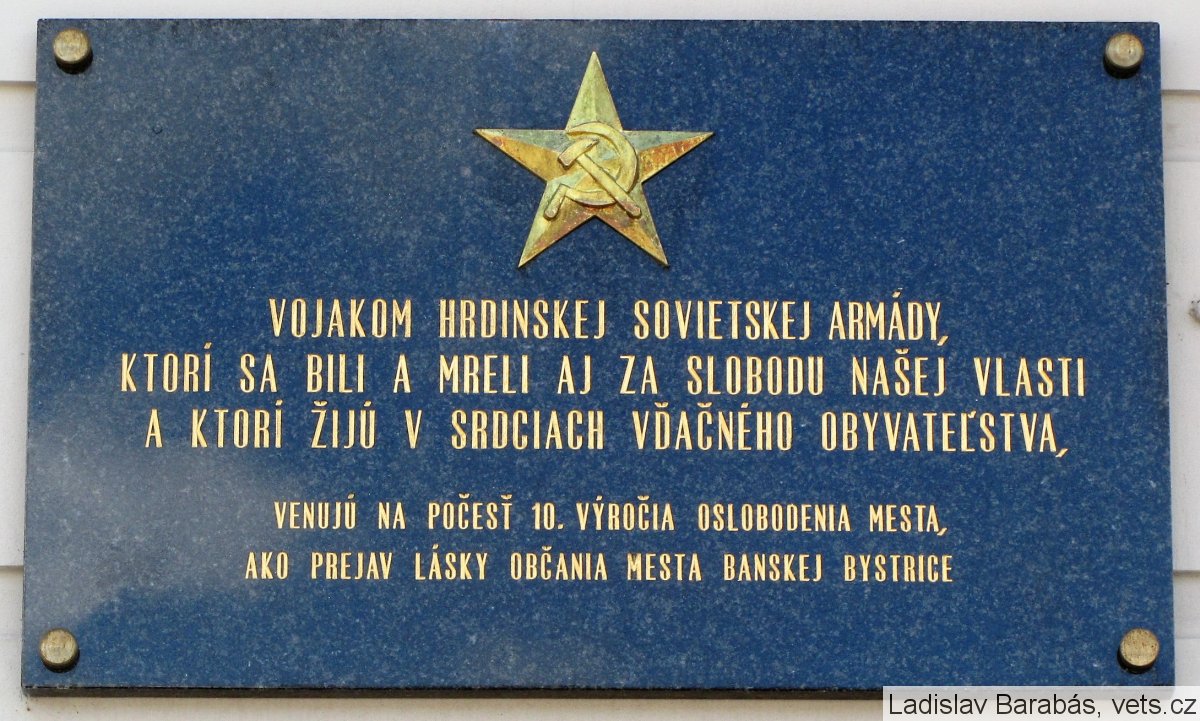 VOJAKOM HRDINSKEJ SOVIETSKEJ ARMÁDY,
KTORÍ SA BILI A MRELI AJ ZA SLOBODU NAŠEJ VLASTI
A KTORÍ ŽIJÚ V SRDCIACH VĎAČNÉHO OBYVATEĽSTVA,
VENUJÚ NA POČESŤ 10. VÝROČIA OSLOBODENIA MESTA,
AKO PREJAV LÁSKY OBČANIA MESTA BANSKEJ BYSTRICE
Ladislav Barabás, vets.cz